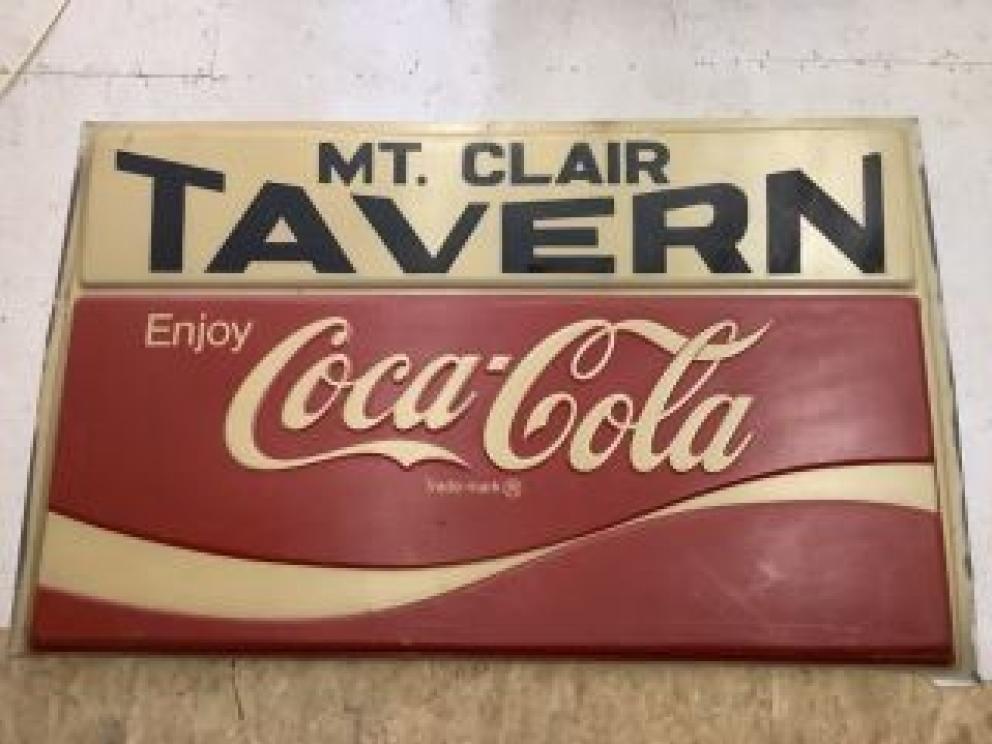 MT. CLAIR
TAVERN
Enjoy
Coca-Cola
Trade-mark ®